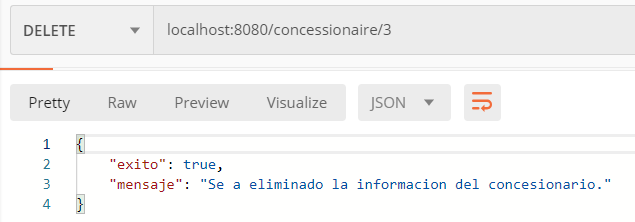 DELETE localhost:8080/concessionaire/3
Pretty Raw Preview Visualize JSON
1 {
2 "exito": true,
3 "mensaje": "Se a eliminado la informacion del concesionario."
4 }